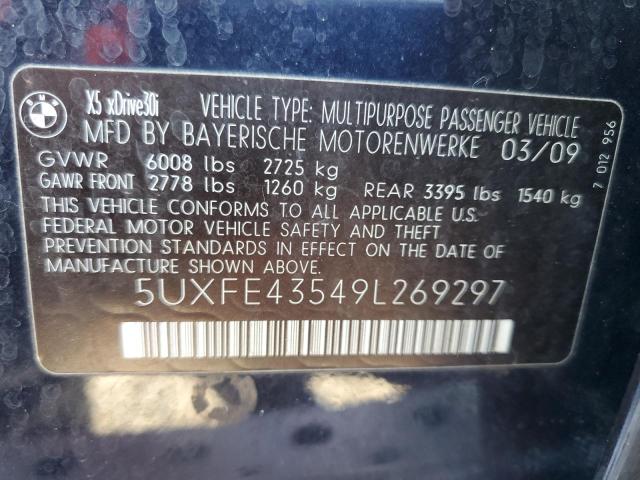 BMW
X5 xDrive30i VEHICLE TYPE: MULTIPURPOSE PASSENGER VEHICLE
MFD BY BAYERISCHE MOTORENWERKE 03/09
GVWR 6008 lbs 2725 kg
GAWR FRONT 2778 lbs 1260 kg REAR 3395 lbs 1540 kg
THIS VEHICLE CONFORMS TO ALL APPLICABLE U.S.
FEDERAL MOTOR VEHICLE SAFETY AND THEFT
PREVENTION STANDARDS IN EFFECT ON THE DATE OF
MANUFACTURE SHOWN ABOVE.
5UXFE43549L269297
7 012 956